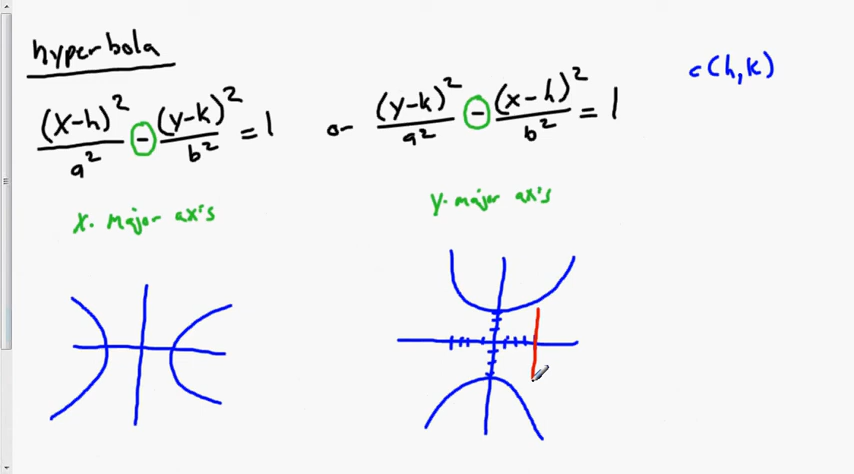 hyperbola
(x-h)²/a² - (y-k)²/b² = 1 or (y-k)²/a² - (x-h)²/b² = 1
c(h,k)
x. major axis
y. major axis